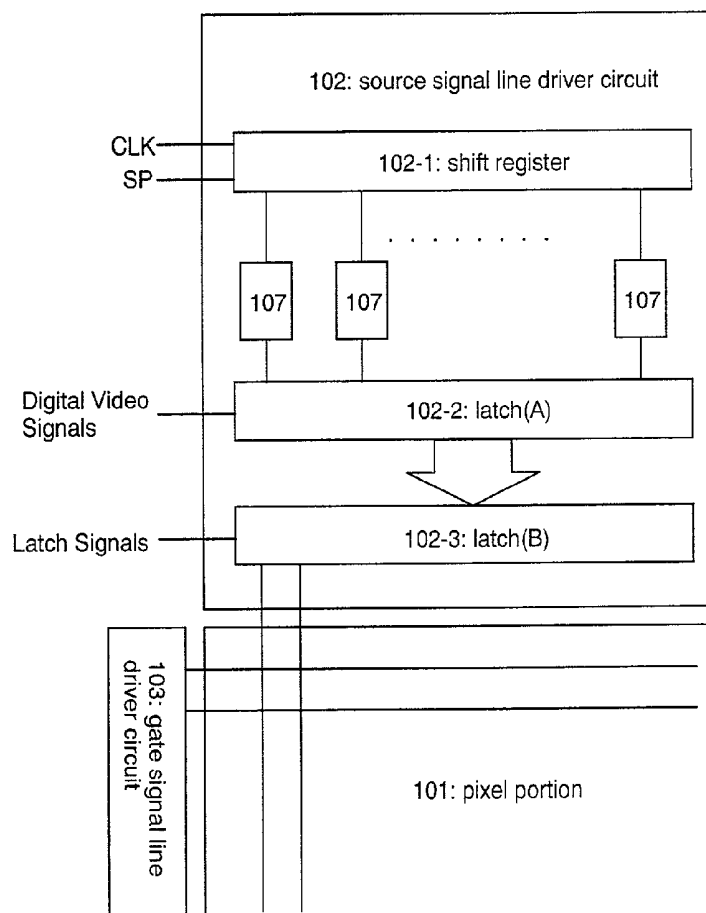 102: source signal line driver circuit
CLK
SP
102-1: shift register
. . . . . . . .
107
107
107
Digital Video
Signals
102-2: latch(A)
Latch Signals
102-3: latch(B)
103: gate signal line
driver circuit
101: pixel portion